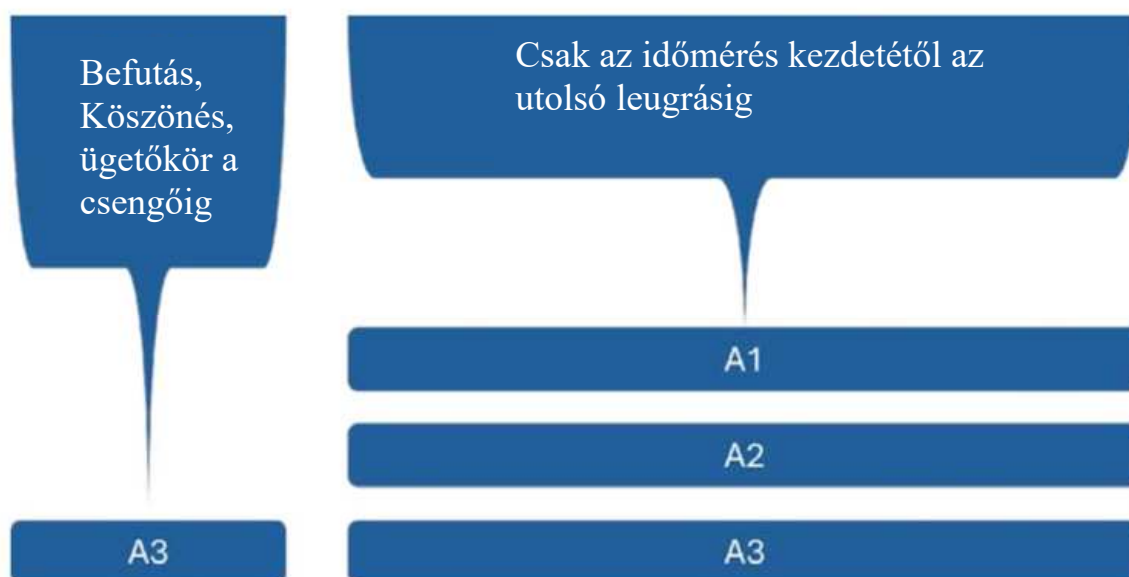 Befutás,
Köszönés,
ügetőkör a
csengőig
Csak az időmérés kezdetétől az
utolsó leugrásig
A1
A2
A3
A3